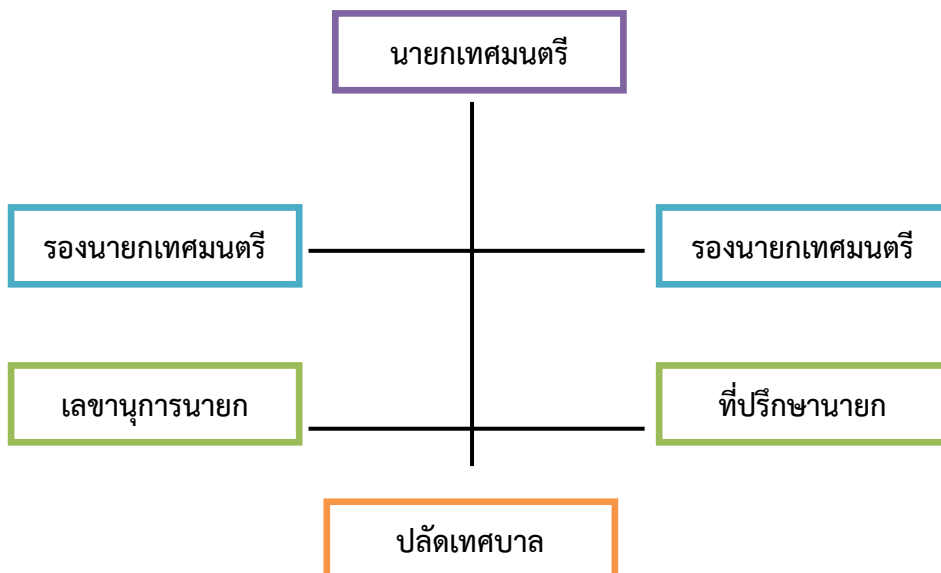 นายกเทศมนตรี
รองนายกเทศมนตรี
รองนายกเทศมนตรี
เลขานุการนายก
ที่ปรึกษานายก
ปลัดเทศบาล